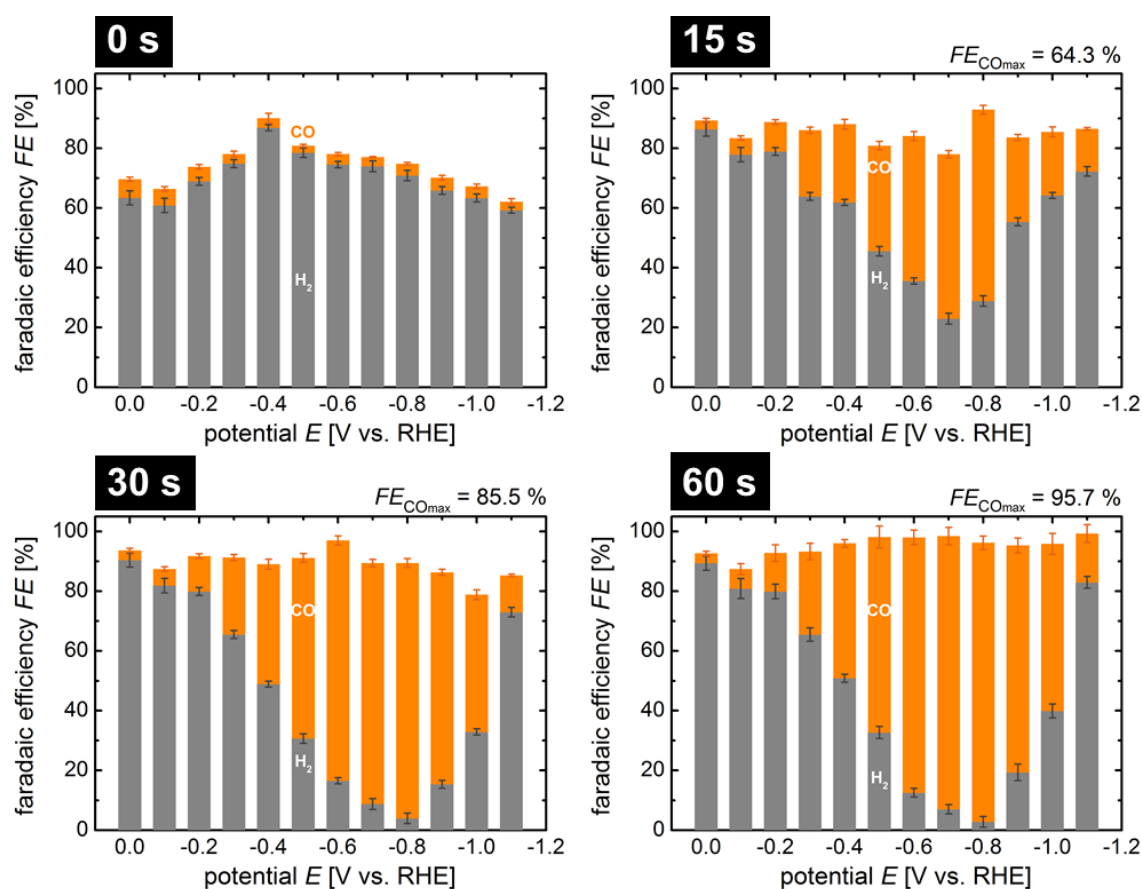 0 s
faradaic efficiency FE [%]
100
80
60
40
20
0
CO
H₂
0.0 -0.2 -0.4 -0.6 -0.8 -1.0 -1.2
potential E [V vs. RHE]
15 s
FE_COmax = 64.3 %
faradaic efficiency FE [%]
100
80
60
40
20
0
CO
H₂
0.0 -0.2 -0.4 -0.6 -0.8 -1.0 -1.2
potential E [V vs. RHE]
30 s
FE_COmax = 85.5 %
faradaic efficiency FE [%]
100
80
60
40
20
0
CO
H₂
0.0 -0.2 -0.4 -0.6 -0.8 -1.0 -1.2
potential E [V vs. RHE]
60 s
FE_COmax = 95.7 %
faradaic efficiency FE [%]
100
80
60
40
20
0
CO
H₂
0.0 -0.2 -0.4 -0.6 -0.8 -1.0 -1.2
potential E [V vs. RHE]